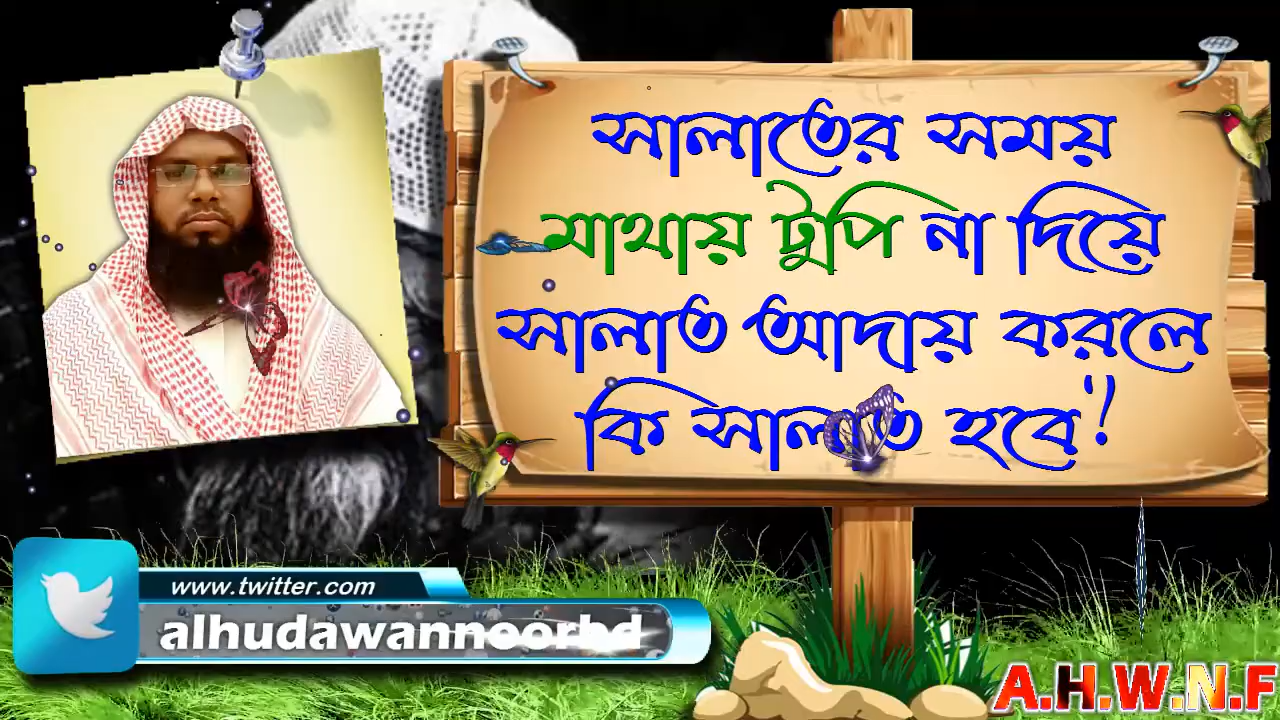 সালাতের সময়
মাথায় টুপি না দিয়ে
সালাত আদায় করলে
কি সালাত হবে?
www.twitter.com
alhudawannoorbd
A.H.W.N.F